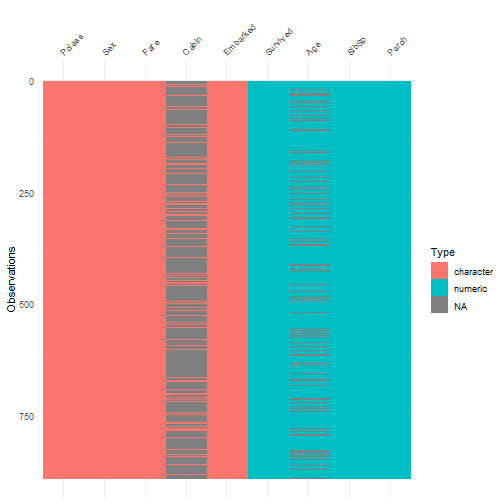 Pclass
Sex
Fare
Cabin
Embarked
Survived
Age
SibSp
Parch
0
250
500
750
Observations
Type
character
numeric
NA